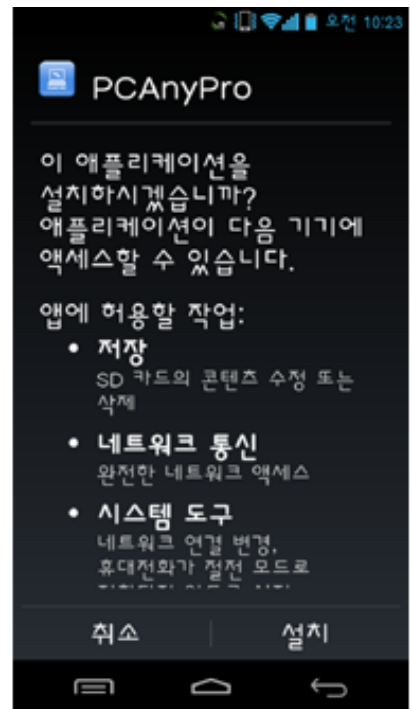 오전 10:23
PCAnyPro
이 애플리케이션을
설치하시겠습니까?
애플리케이션이 다음 기기에
액세스할 수 있습니다.
앱에 허용할 작업:
• 저장
SD 카드의 콘텐츠 수정 또는
삭제
• 네트워크 통신
완전한 네트워크 액세스
• 시스템 도구
네트워크 연결 변경,
휴대전화가 절전 모드로
취소 설치